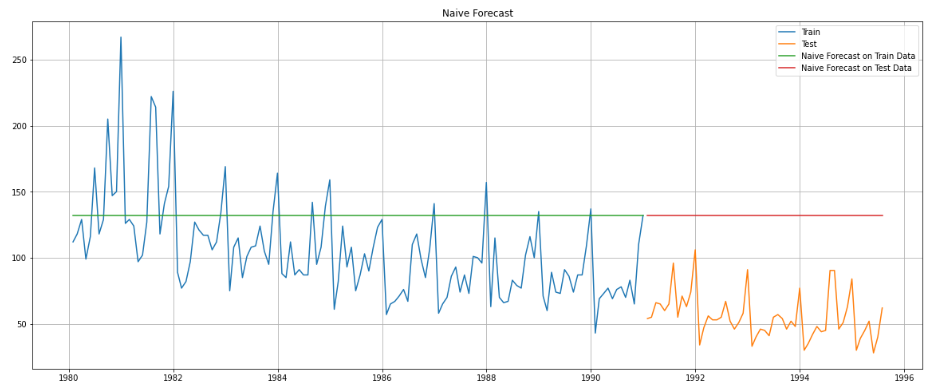 Naive Forecast
Train
Test
Naive Forecast on Train Data
Naive Forecast on Test Data
250
200
150
100
50
1980 1982 1984 1986 1988 1990 1992 1994 1996